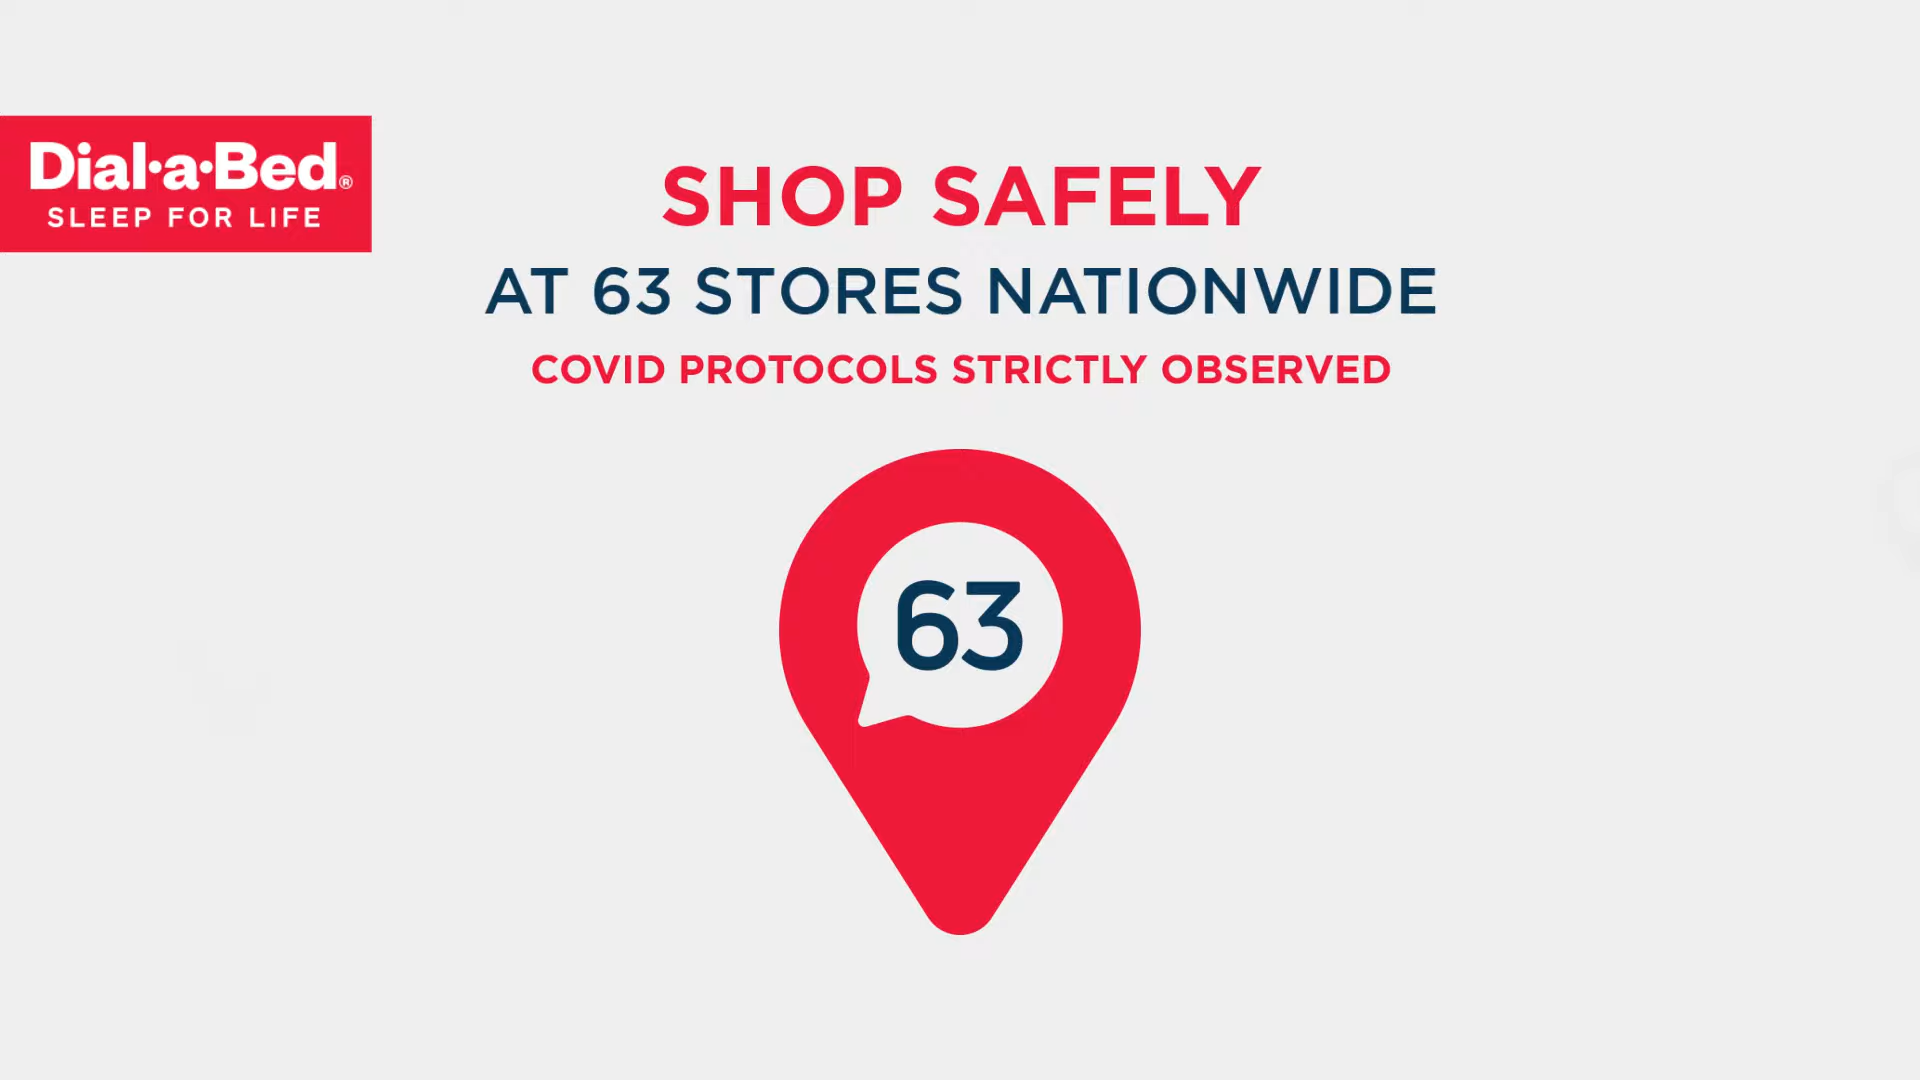 Dial·a·Bed®
SLEEP FOR LIFE
SHOP SAFELY
AT 63 STORES NATIONWIDE
COVID PROTOCOLS STRICTLY OBSERVED
63